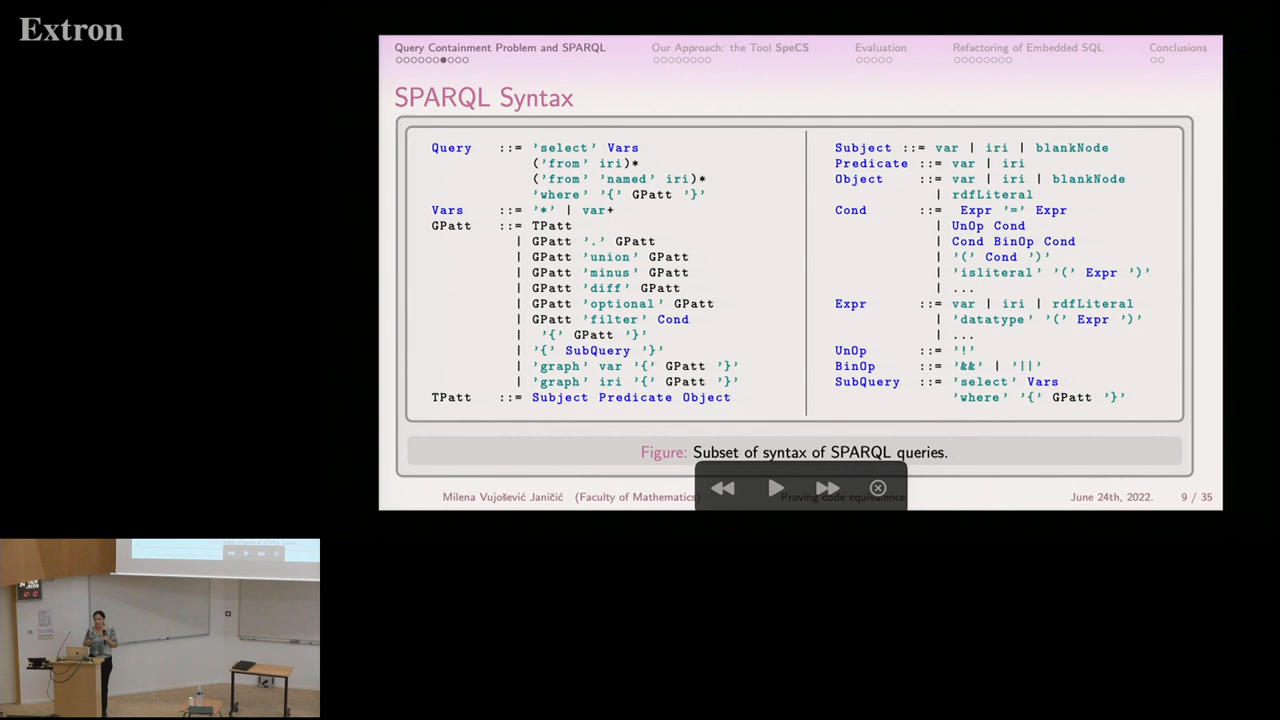 Extron
Query Containment Problem and SPARQL Our Approach: the Tool SpeCS Evaluation Refactoring of Embedded SQL Conclusions
SPARQL Syntax
Query ::= 'select' Vars
('from' iri)*
('from' 'named' iri)*
'where' '{' GPatt '}'
Vars ::= '*' | var+
GPatt ::= TPatt
| GPatt '.' GPatt
| GPatt 'union' GPatt
| GPatt 'minus' GPatt
| GPatt 'diff' GPatt
| GPatt 'optional' GPatt
| GPatt 'filter' Cond
| '{' GPatt '}'
| '{' SubQuery '}'
| 'graph' var '{' GPatt '}'
| 'graph' iri '{' GPatt '}'
TPatt ::= Subject Predicate Object
Subject ::= var | iri | blankNode
Predicate ::= var | iri
Object ::= var | iri | blankNode
| rdfLiteral
Cond ::= Expr '=' Expr
| UnOp Cond
| Cond BinOp Cond
| '(' Cond ')'
| 'isliteral' '(' Expr ')'
| ...
Expr ::= var | iri | rdfLiteral
| 'datatype' '(' Expr ')'
| ...
UnOp ::= '!'
BinOp ::= '&&' | '||'
SubQuery ::= 'select' Vars
'where' '{' GPatt '}'
Figure: Subset of syntax of SPARQL queries.
Milena Vujošević Janičić (Faculty of Mathematics) Proving code equivalence June 24th, 2022. 9 / 35